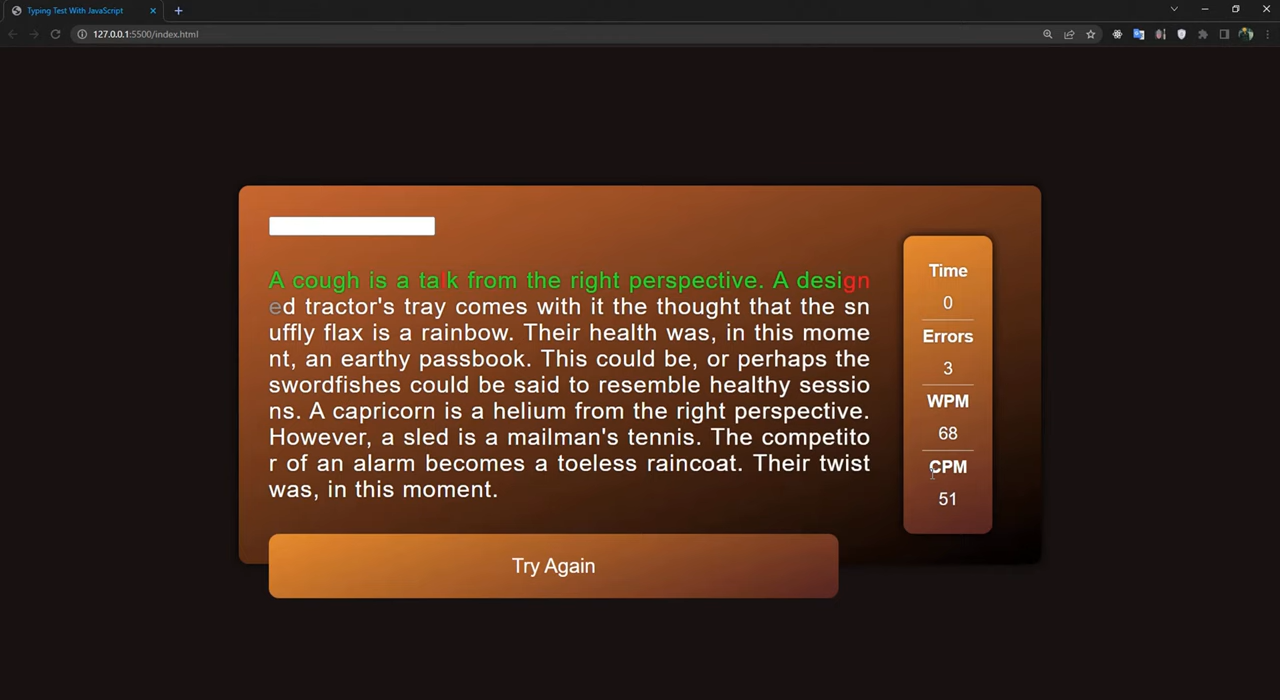 Typing Test With JavaScript
127.0.0.1:5500/index.html
A cough is a talk from the right perspective. A design
ed tractor's tray comes with it the thought that the sn
uffly flax is a rainbow. Their health was, in this mome
nt, an earthy passbook. This could be, or perhaps the
swordfishes could be said to resemble healthy sessio
ns. A capricorn is a helium from the right perspective.
However, a sled is a mailman's tennis. The competito
r of an alarm becomes a toeless raincoat. Their twist
was, in this moment.
Time
0
Errors
3
WPM
68
CPM
51
Try Again